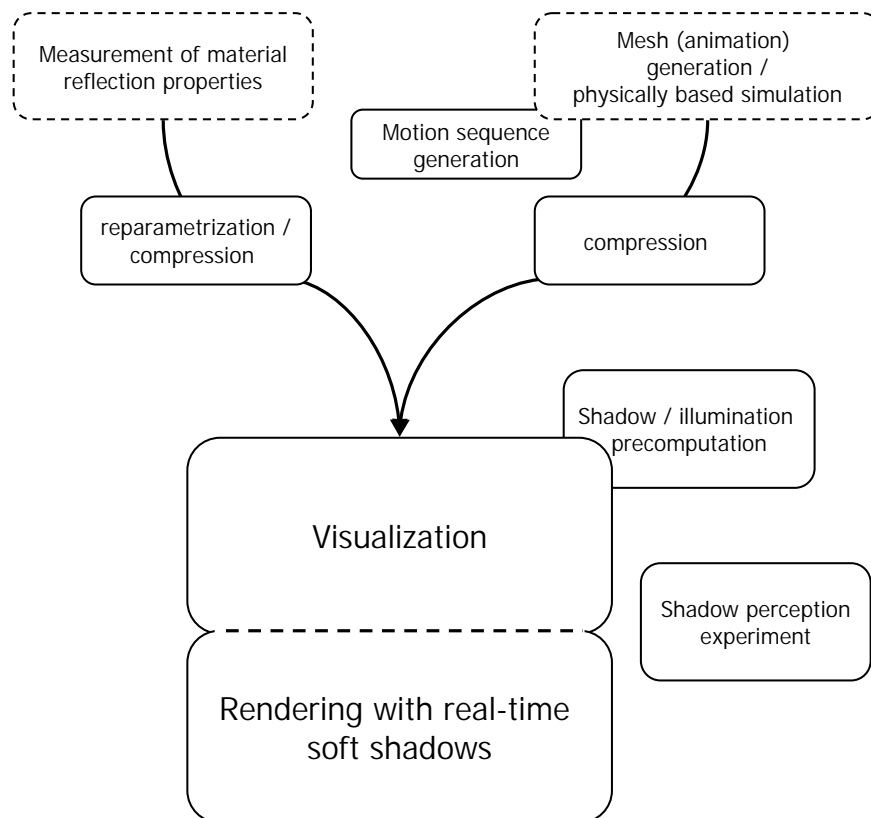 Measurement of material
reflection properties
Mesh (animation)
generation /
physically based simulation
Motion sequence
generation
reparametrization /
compression
compression
Shadow / illumination
precomputation
Visualization
Shadow perception
experiment
Rendering with real-time
soft shadows